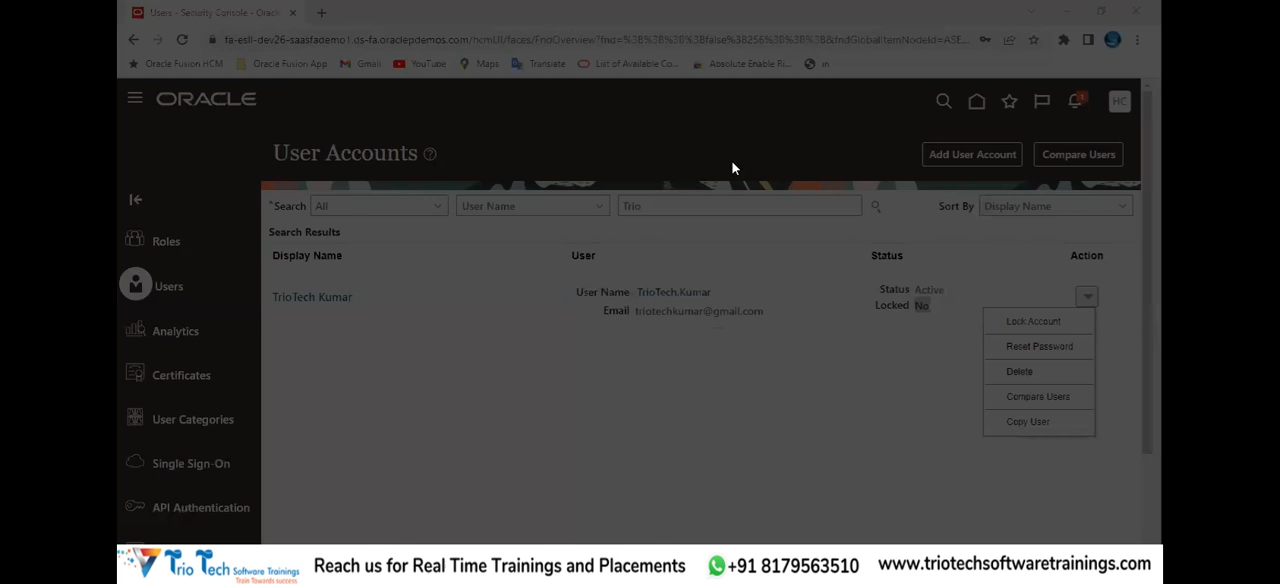 Users - Security Console - Oracl
fa-esll-dev26-saasfademo1.ds-fa.oraclepdemos.com/hcmUI/faces/FndOverview?fnd=%3B%3B%3B%3Bfalse%3B256%3B%3B%3B&fndGlobalItemNodeId=ASE...
Oracle Fusion HCM Oracle Fusion App Gmail YouTube Maps Translate List of Available Co... Absolute Enable Ri... in
ORACLE 1 HC
User Accounts ? Add User Account Compare Users
* Search All User Name Trio Sort By Display Name
Search Results
Display Name User Status Action
TrioTech Kumar User Name TrioTech.Kumar Status Active
Email triotechkumar@gmail.com Locked No
Lock Account
Reset Password
Delete
Compare Users
Copy User
Roles
Users
Analytics
Certificates
User Categories
Single Sign-On
API Authentication
Trio Tech Software Trainings
Train Towards success
Reach us for Real Time Trainings and Placements +91 8179563510 www.triotechsoftwaretrainings.com